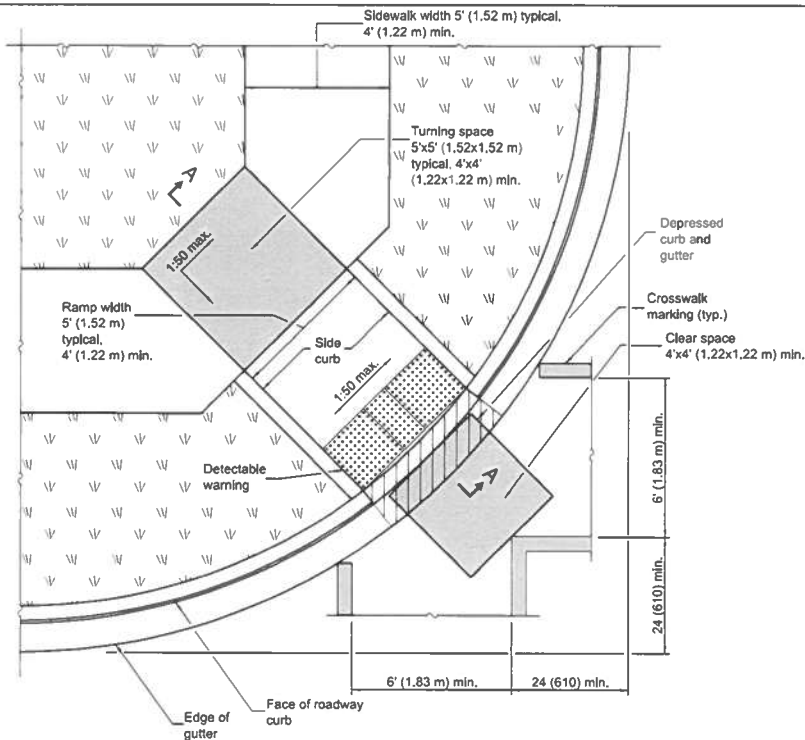 Sidewalk width 5' (1.52 m) typical,
4' (1.22 m) min.
Turning space
5'x5' (1.52x1.52 m)
typical, 4'x4'
(1.22x1.22 m) min.
A
1:50 max.
Depressed
curb and
gutter
Ramp width
5' (1.52 m)
typical,
4' (1.22 m) min.
Side
curb
Crosswalk
marking (typ.)
Clear space
4'x4' (1.22x1.22 m) min.
1:50 max.
Detectable
warning
A
6' (1.83 m) min.
24 (610) min.
6' (1.83 m) min.
24 (610) min.
Face of roadway
curb
Edge of
gutter